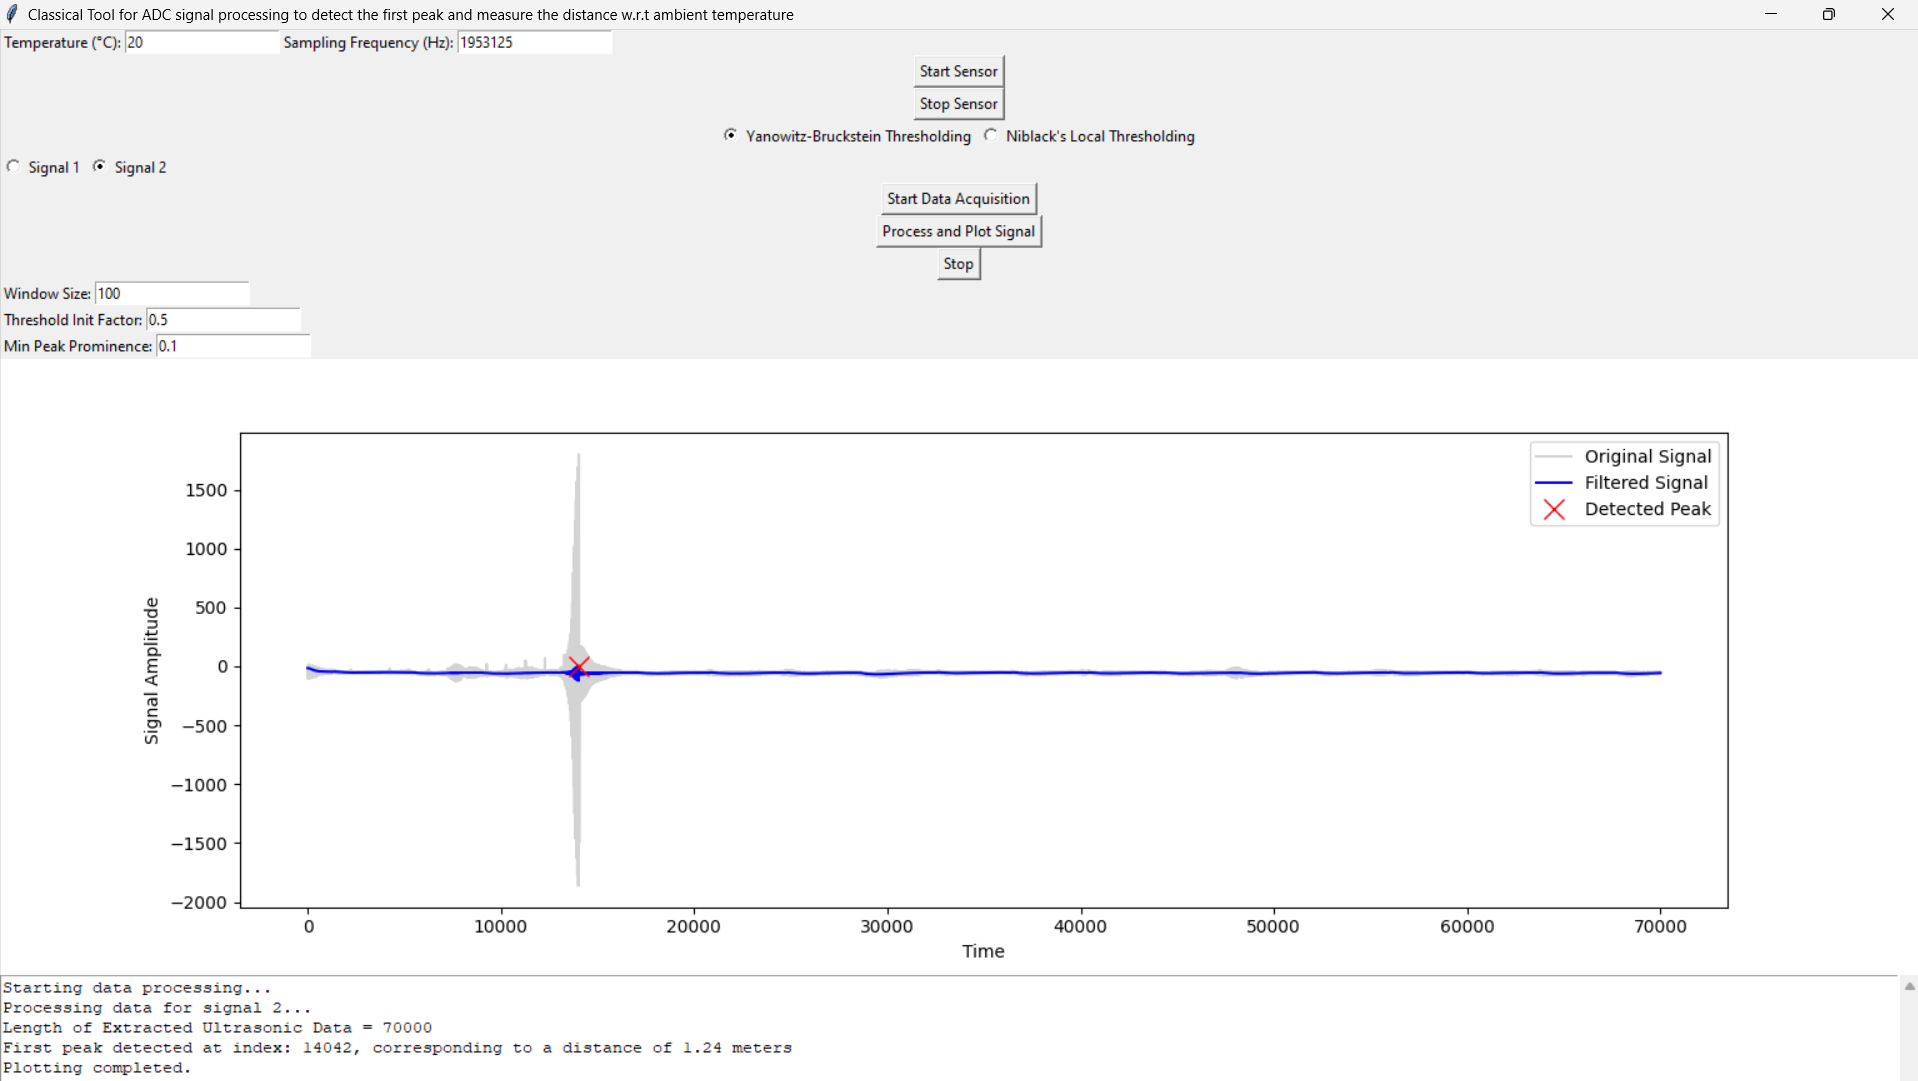 Classical Tool for ADC signal processing to detect the first peak and measure the distance w.r.t ambient temperature
Temperature (°C): 20 Sampling Frequency (Hz): 1953125
Start Sensor
Stop Sensor
Yanowitz-Bruckstein Thresholding Niblack's Local Thresholding
Signal 1 Signal 2
Start Data Acquisition
Process and Plot Signal
Stop
Window Size: 100
Threshold Init Factor: 0.5
Min Peak Prominence: 0.1
Original Signal
Filtered Signal
Detected Peak
1500
1000
500
0
−500
−1000
−1500
−2000
Signal Amplitude
0 10000 20000 30000 40000 50000 60000 70000
Time
Starting data processing...
Processing data for signal 2...
Length of Extracted Ultrasonic Data = 70000
First peak detected at index: 14042, corresponding to a distance of 1.24 meters
Plotting completed.